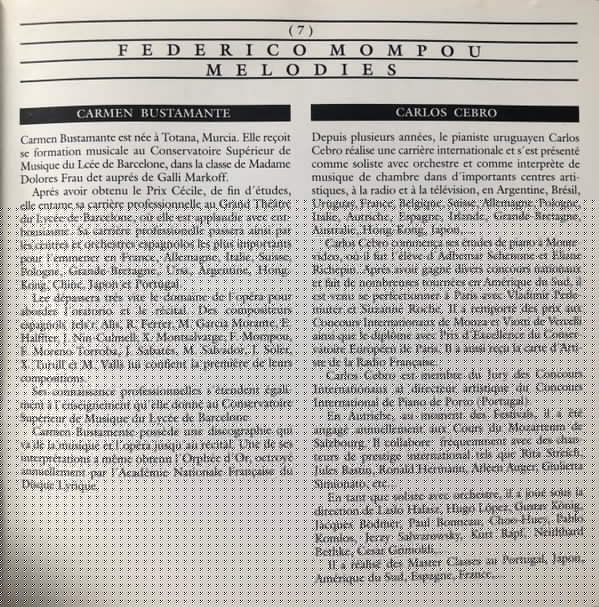 (7)
FEDERICO MOMPOU
MELODIES
CARMEN BUSTAMANTE
Carmen Bustamante est née à Totana, Murcia. Elle reçoit
se formation musicale au Conservatoire Supérieur de
Musique du Lcée de Barcelone, dans la classe de Madame
Dolores Frau det auprés de Galli Markoff.
Après avoir obtenu le Prix Cécile, de fin d'études,
elle entame sa carrière professionnelle au Grand Théâtre
du Lycée de Barcelone, où elle est applaudie avec ent-
housiasme. Sa carrière professionelle passera ainsi par
les centres et orchestres espagnolos les plus importants
pour l'emmener en France, Allemagne, Italie, Suisse,
Pologne, Grande-Bretagne, Urss, Argentine, Hong-
Kong, Chine, Japon et Portugal.
Lee dépassera très vite le domaine de l'opéra pour
aborder l'oratorio et le récital. Des compositeurs
espagnols, tels: Alis, R. Ferrer, M. García Morante, E.
Halffter, J. Nin Culmell, X. Montsalvarge, F. Mompou,
F. Moreno Torroba, J. Sabatés, M. Salvador, J. Soler,
X. Turull et M. Valls lui confient la première de leurs
compositions.
Ses connaissance professionnelles s'étendent égali-
ment à l'enseignement qu'elle donne au Conservatoire
Supérieur de Musique du Lycée de Barcelone.
Carmen Bustamente possède une discographie qui
va de la musique et l'opéra jusqu'au récital. Une de ses
interprétations a même obtenu l'Orphée d'Or, octroyé
annuellement par l'Académie Nationale Française du
Disque Lyrique.
CARLOS CEBRO
Depuis plusieurs années, le pianiste uruguayen Carlos
Cebro réalise une carrière internationale et s'est présenté
comme soliste avec orchestre et comme interprète de
musique de chambre dans d'importants centres arti-
stiques, à la radio et à la télévision, en Argentine, Brésil,
Uruguay, France, Belgique, Suisse, Allemagne, Pologne,
Italie, Autriche, Espagne, Irlande, Grande-Bretagne,
Australie, Hong-Kong, Japon,...
Carlos Cebro commença ses études de piano à Monte-
video, où il fut l'élève d'Adhemar Schenone et Eliane
Richepin. Après avoir gagné divers concours nationaux
et fait de nombreuses tournées en Amérique du Sud, il
est venu se perfectionner à Paris avec Vladimir Perle-
muter et Suzanne Roche. Il a remporté des prix aux
Concours Internationaux de Monza et Viotti de Vercelli
ainsi que le diplôme avec Prix d'Excellence du Conser-
vatoire Européen de Paris. Il a aussi reçu la carte d'Arti-
ste de la Radio Française.
Carlos Cebro est membre du Jury des Concours
Internationaux at directeur artistique du Concours
International de Piano de Porto (Portugal).
En Autriche, au moment des Festivals, il a été
engagé annuellement aux Cours du Mozarteum de
Salzbourg. Il collabore fréquemment avec des chan-
teurs de prestige international tels que Rita Streich,
Jules Bastin, Ronald Hermann, Arleen Auger, Giulietta
Simionato, etc...
En tant que soliste avec orchestre, il a joué sous la
direction de Laslo Halasz, Hugo López, Gustav König,
Jacques Bodmer, Paul Bonneau, Choo-Huey, Pablo
Komlos, Jerzy Salwarowsky, Kurt Rapf, Neithhard
Bethke, Cesar Grimoldi,...
Il a réalisé des Master Classes au Portugal, Japon,
Amérique du Sud, Espagne, France,...